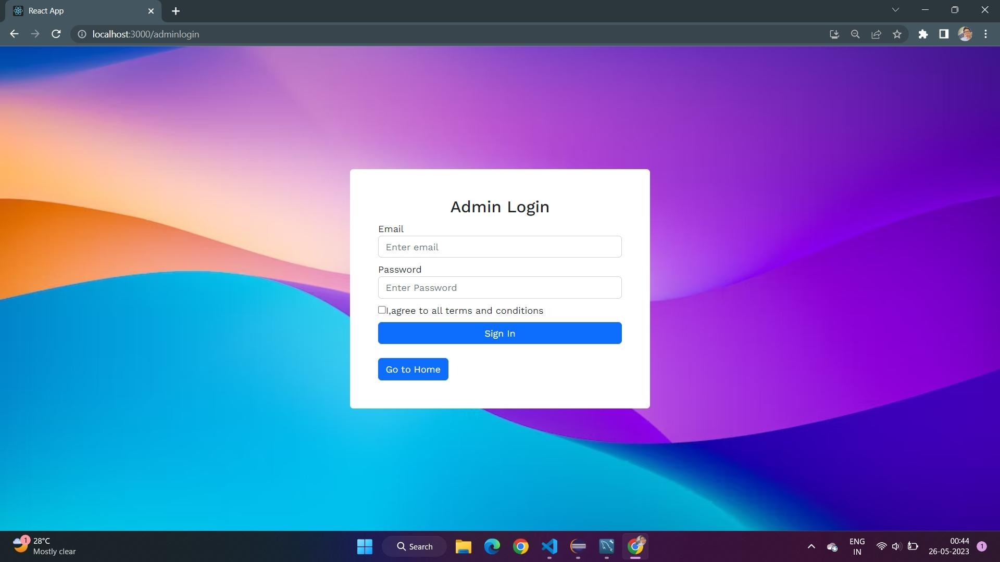 React App
localhost:3000/adminlogin
Admin Login
Email
Enter email
Password
Enter Password
I,agree to all terms and conditions
Sign In
Go to Home
1
28°C
Mostly clear
Search
ENG
IN
00:44
26-05-2023
1